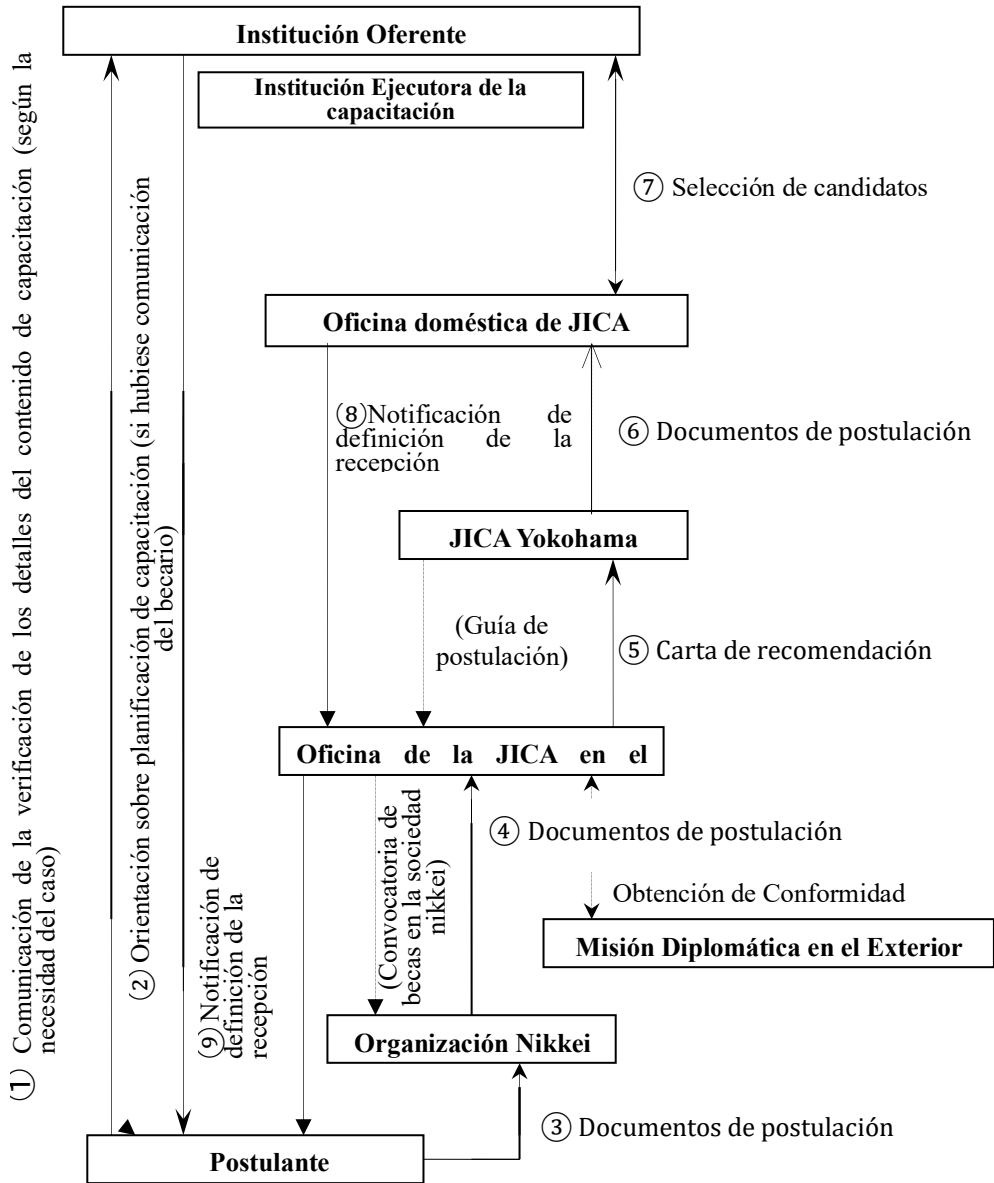 Institución Oferente
Institución Ejecutora de la
capacitación
① Comunicación de la verificación de los detalles del contenido de capacitación (según la
necesidad del caso)
② Orientación sobre planificación de capacitación (si hubiese comunicación
del becario)
⑦ Selección de candidatos
Oficina doméstica de JICA
⑧Notificación de
definición de la
recepción
⑥ Documentos de postulación
JICA Yokohama
(Guía de
postulación)
⑤ Carta de recomendación
Oficina de la JICA en el
⑨ Notificación de
definición de la
recepción
(Convocatoria de
becas en la sociedad
nikkei)
④ Documentos de postulación
Obtención de Conformidad
Misión Diplomática en el Exterior
Organización Nikkei
③ Documentos de postulación
Postulante